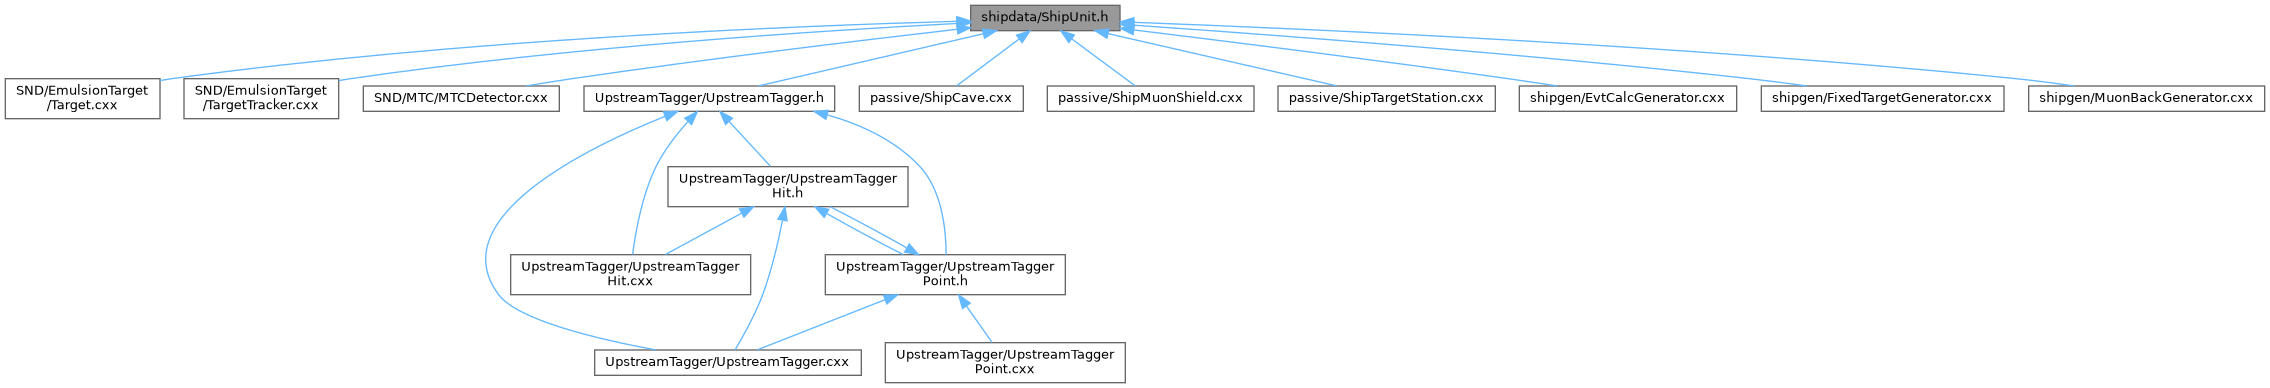 shipdata/ShipUnit.h
SND/EmulsionTarget
/Target.cxx
SND/EmulsionTarget
/TargetTracker.cxx
SND/MTC/MTCDetector.cxx
UpstreamTagger/UpstreamTagger.h
passive/ShipCave.cxx
passive/ShipMuonShield.cxx
passive/ShipTargetStation.cxx
shipgen/EvtCalcGenerator.cxx
shipgen/FixedTargetGenerator.cxx
shipgen/MuonBackGenerator.cxx
UpstreamTagger/UpstreamTagger
Hit.h
UpstreamTagger/UpstreamTagger
Hit.cxx
UpstreamTagger/UpstreamTagger
Point.h
UpstreamTagger/UpstreamTagger.cxx
UpstreamTagger/UpstreamTagger
Point.cxx